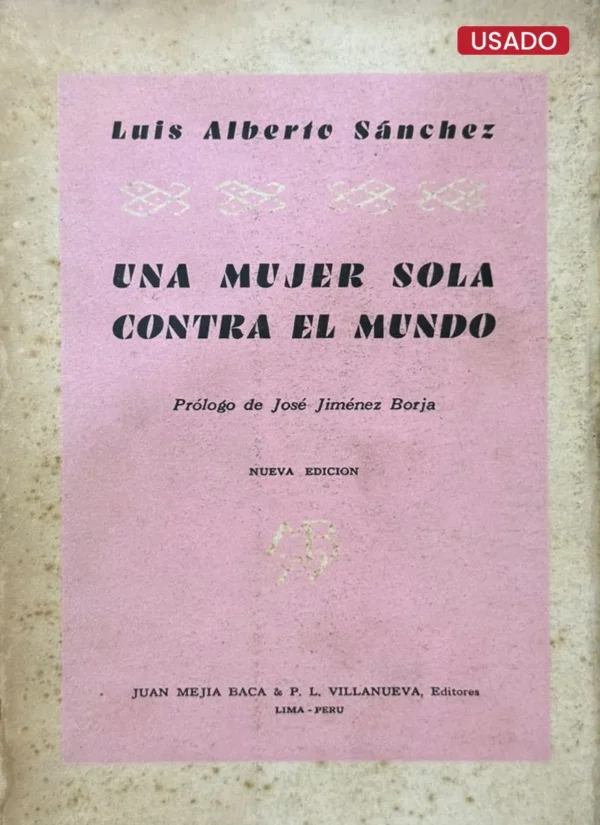 USADO
Luis Alberto Sánchez
UNA MUJER SOLA
CONTRA EL MUNDO
Prólogo de José Jiménez Borja
NUEVA EDICION
JUAN MEJIA BACA & P. L. VILLANUEVA, Editores
LIMA - PERU